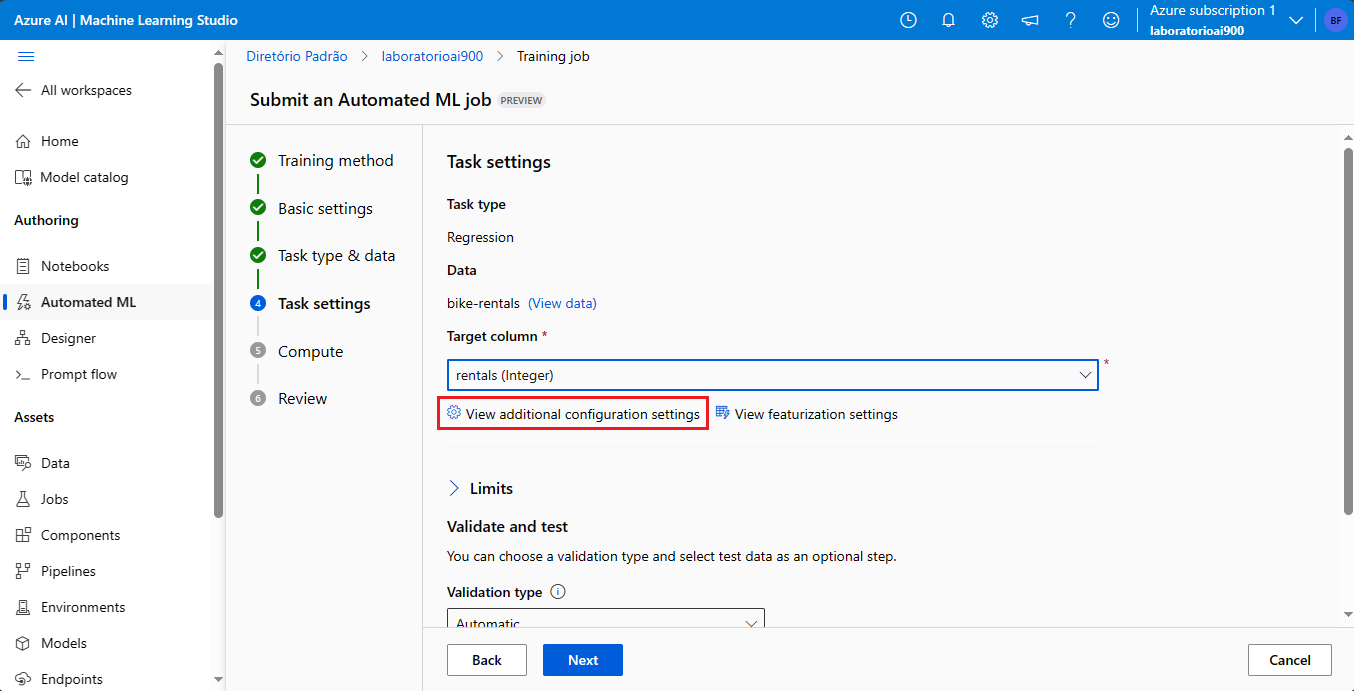 Azure AI | Machine Learning Studio
Azure subscription 1
laboratorioai900
BF
All workspaces
Home
Model catalog
Authoring
Notebooks
Automated ML
Designer
Prompt flow
Assets
Data
Jobs
Components
Pipelines
Environments
Models
Endpoints
Diretório Padrão > laboratorioai900 > Training job
Submit an Automated ML job PREVIEW
Training method
Basic settings
Task type & data
4 Task settings
5 Compute
6 Review
Task settings
Task type
Regression
Data
bike-rentals (View data)
Target column *
rentals (Integer) *
View additional configuration settings View featurization settings
Limits
Validate and test
You can choose a validation type and select test data as an optional step.
Validation type
Automatic
Back Next Cancel